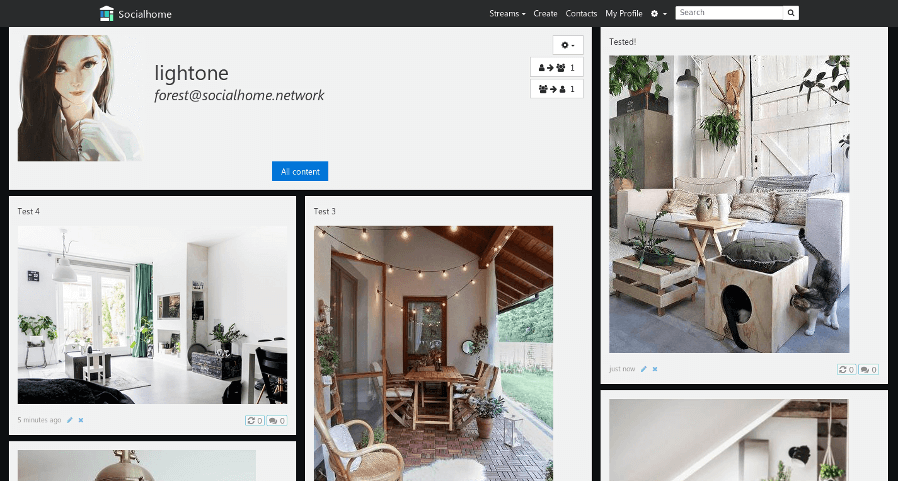 Socialhome
Streams
Create
Contacts
My Profile
Search
lightone
forest@socialhome.network
1
1
All content
Tested!
just now
0
0
Test 4
5 minutes ago
0
0
Test 3